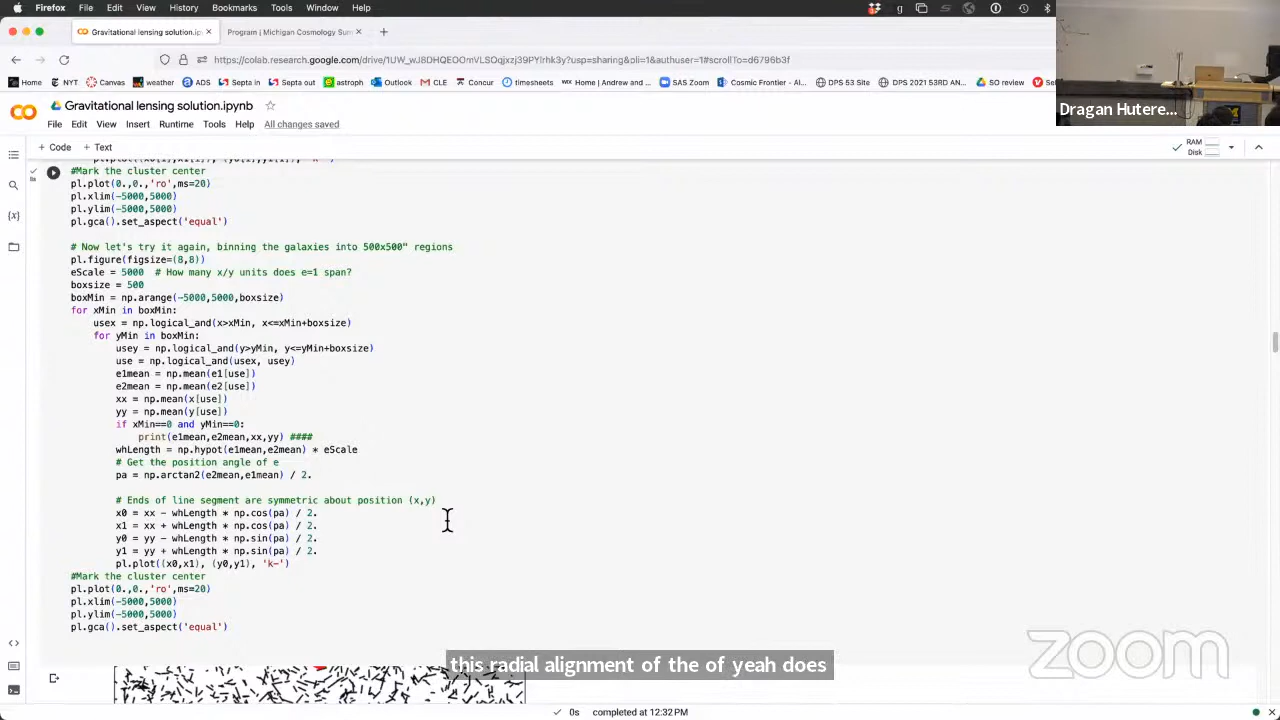 Firefox File Edit View History Bookmarks Tools Window Help
Gravitational lensing solution.ipynb
Program | Michigan Cosmology Sum
https://colab.research.google.com/drive/1UW_wJBDHQEOOmVLSOqjxzj39PYIrhk3y?usp=sharing&pli=1&authuser=1#scrollTo=d6796b3f
Home NYT Canvas weather ADS Septa in Septa out astroph Outlook CLE Concur timesheets Home | Andrew and... SAS Zoom Cosmic Frontier - Al... DPS 53 Site DPS 2021 53RD AN... SO review
Dragan Hutere...
Gravitational lensing solution.ipynb
File Edit View Insert Runtime Tools Help All changes saved
+ Code + Text
RAM
Disk
#Mark the cluster center
pl.plot(0.,0.,'ro',ms=20)
pl.xlim(-5000,5000)
pl.ylim(-5000,5000)
pl.gca().set_aspect('equal')
# Now let's try it again, binning the galaxies into 500x500" regions
pl.figure(figsize=(8,8))
eScale = 5000 # How many x/y units does e=1 span?
boxsize = 500
boxMin = np.arange(-5000,5000,boxsize)
for xMin in boxMin:
usex = np.logical_and(x>xMin, x<=xMin+boxsize)
for yMin in boxMin:
usey = np.logical_and(y>yMin, y<=yMin+boxsize)
use = np.logical_and(usex, usey)
e1mean = np.mean(e1[use])
e2mean = np.mean(e2[use])
xx = np.mean(x[use])
yy = np.mean(y[use])
if xMin==0 and yMin==0:
print(e1mean,e2mean,xx,yy) ####
whLength = np.hypot(e1mean,e2mean) * eScale
# Get the position angle of e
pa = np.arctan2(e2mean,e1mean) / 2.
# Ends of line segment are symmetric about position (x,y)
x0 = xx - whLength * np.cos(pa) / 2.
x1 = xx + whLength * np.cos(pa) / 2.
y0 = yy - whLength * np.sin(pa) / 2.
y1 = yy + whLength * np.sin(pa) / 2.
pl.plot((x0,x1), (y0,y1), 'k-')
#Mark the cluster center
pl.plot(0.,0.,'ro',ms=20)
pl.xlim(-5000,5000)
pl.ylim(-5000,5000)
pl.gca().set_aspect('equal')
this radial alignment of the of yeah does
zoom
0s completed at 12:32 PM